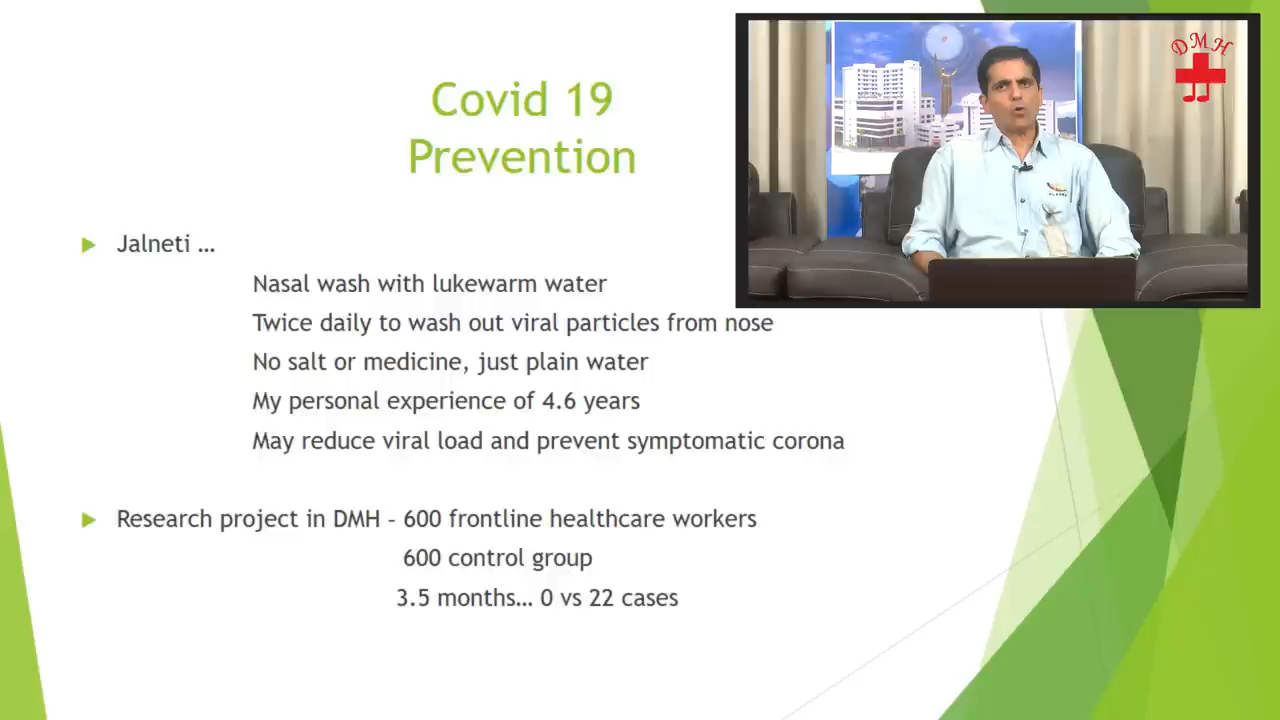 Covid 19
Prevention
DMH
Jalneti …
Nasal wash with lukewarm water
Twice daily to wash out viral particles from nose
No salt or medicine, just plain water
My personal experience of 4.6 years
May reduce viral load and prevent symptomatic corona
Research project in DMH – 600 frontline healthcare workers
600 control group
3.5 months… 0 vs 22 cases